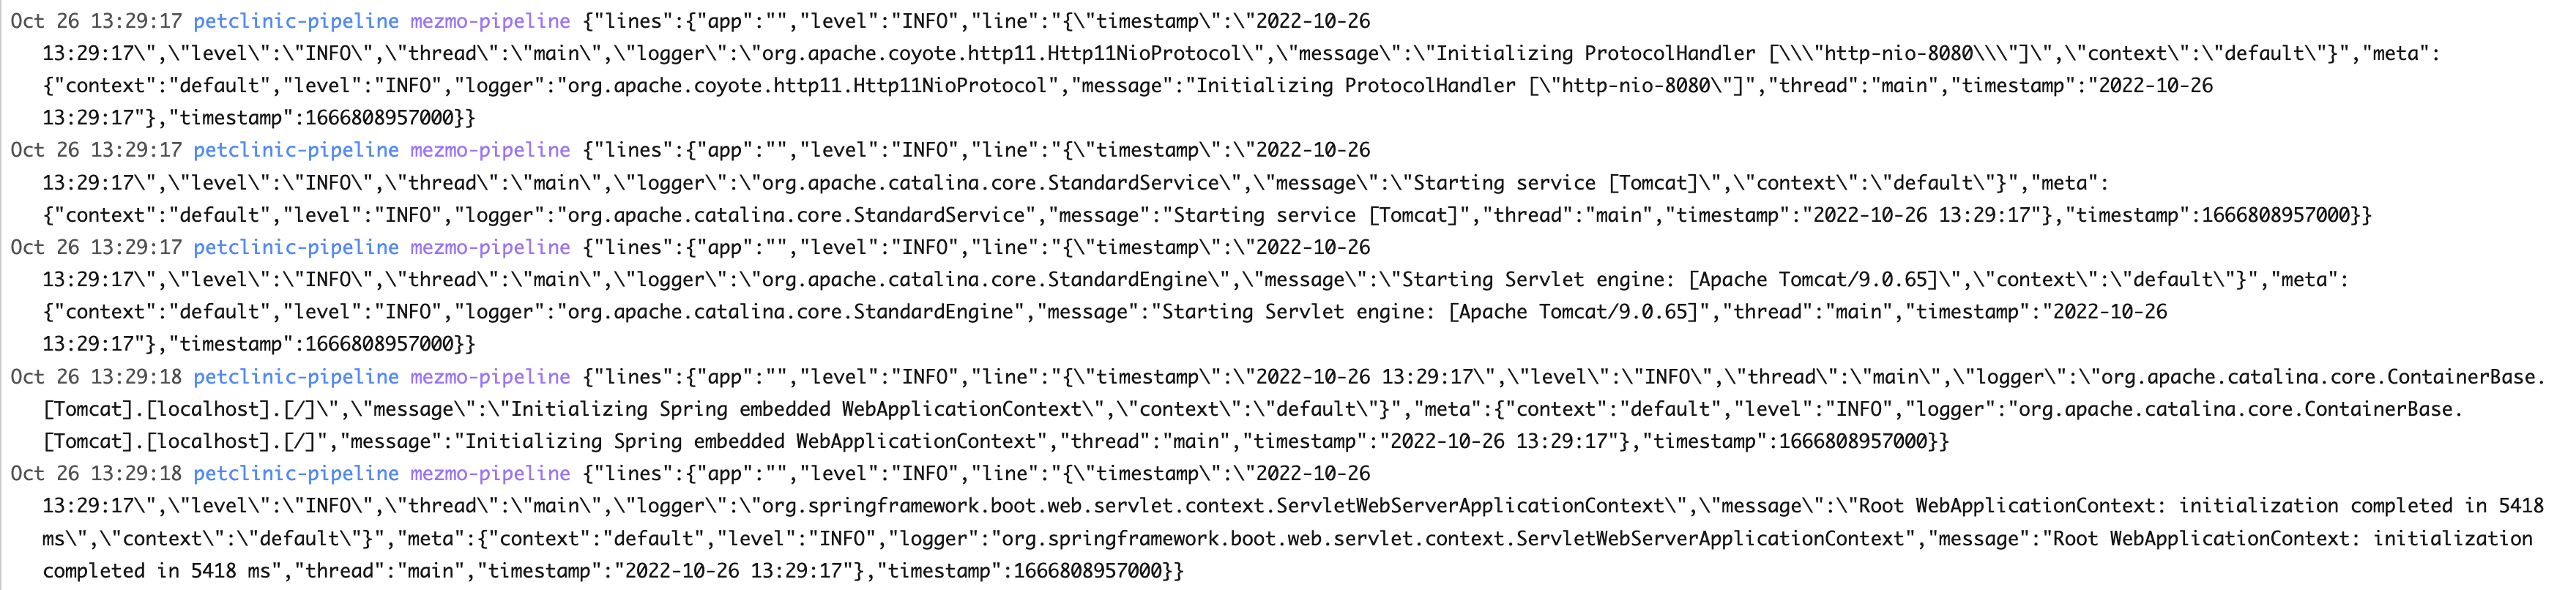 Oct 26 13:29:17 petclinic-pipeline mezmo-pipeline {"lines":{"app":"","level":"INFO","line":"{\"timestamp\":\"2022-10-26
13:29:17\",\"level\":\"INFO\",\"thread\":\"main\",\"logger\":\"org.apache.coyote.http11.Http11NioProtocol\",\"message\":\"Initializing ProtocolHandler [\\\"http-nio-8080\\\"]\",\"context\":\"default\"}","meta":
{"context":"default","level":"INFO","logger":"org.apache.coyote.http11.Http11NioProtocol","message":"Initializing ProtocolHandler [\"http-nio-8080\"]","thread":"main","timestamp":"2022-10-26
13:29:17"},"timestamp":1666808957000}}
Oct 26 13:29:17 petclinic-pipeline mezmo-pipeline {"lines":{"app":"","level":"INFO","line":"{\"timestamp\":\"2022-10-26
13:29:17\",\"level\":\"INFO\",\"thread\":\"main\",\"logger\":\"org.apache.catalina.core.StandardService\",\"message\":\"Starting service [Tomcat]\",\"context\":\"default\"}","meta":
{"context":"default","level":"INFO","logger":"org.apache.catalina.core.StandardService","message":"Starting service [Tomcat]","thread":"main","timestamp":"2022-10-26 13:29:17"},"timestamp":1666808957000}}
Oct 26 13:29:17 petclinic-pipeline mezmo-pipeline {"lines":{"app":"","level":"INFO","line":"{\"timestamp\":\"2022-10-26
13:29:17\",\"level\":\"INFO\",\"thread\":\"main\",\"logger\":\"org.apache.catalina.core.StandardEngine\",\"message\":\"Starting Servlet engine: [Apache Tomcat/9.0.65]\",\"context\":\"default\"}","meta":
{"context":"default","level":"INFO","logger":"org.apache.catalina.core.StandardEngine","message":"Starting Servlet engine: [Apache Tomcat/9.0.65]","thread":"main","timestamp":"2022-10-26
13:29:17"},"timestamp":1666808957000}}
Oct 26 13:29:18 petclinic-pipeline mezmo-pipeline {"lines":{"app":"","level":"INFO","line":"{\"timestamp\":\"2022-10-26 13:29:17\",\"level\":\"INFO\",\"thread\":\"main\",\"logger\":\"org.apache.catalina.core.ContainerBase.
[Tomcat].[localhost].[/]\",\"message\":\"Initializing Spring embedded WebApplicationContext\",\"context\":\"default\"}","meta":{"context":"default","level":"INFO","logger":"org.apache.catalina.core.ContainerBase.
[Tomcat].[localhost].[/]","message":"Initializing Spring embedded WebApplicationContext","thread":"main","timestamp":"2022-10-26 13:29:17"},"timestamp":1666808957000}}
Oct 26 13:29:18 petclinic-pipeline mezmo-pipeline {"lines":{"app":"","level":"INFO","line":"{\"timestamp\":\"2022-10-26
13:29:17\",\"level\":\"INFO\",\"thread\":\"main\",\"logger\":\"org.springframework.boot.web.servlet.context.ServletWebServerApplicationContext\",\"message\":\"Root WebApplicationContext: initialization completed in 5418
ms\",\"context\":\"default\"}","meta":{"context":"default","level":"INFO","logger":"org.springframework.boot.web.servlet.context.ServletWebServerApplicationContext","message":"Root WebApplicationContext: initialization
completed in 5418 ms","thread":"main","timestamp":"2022-10-26 13:29:17"},"timestamp":1666808957000}}